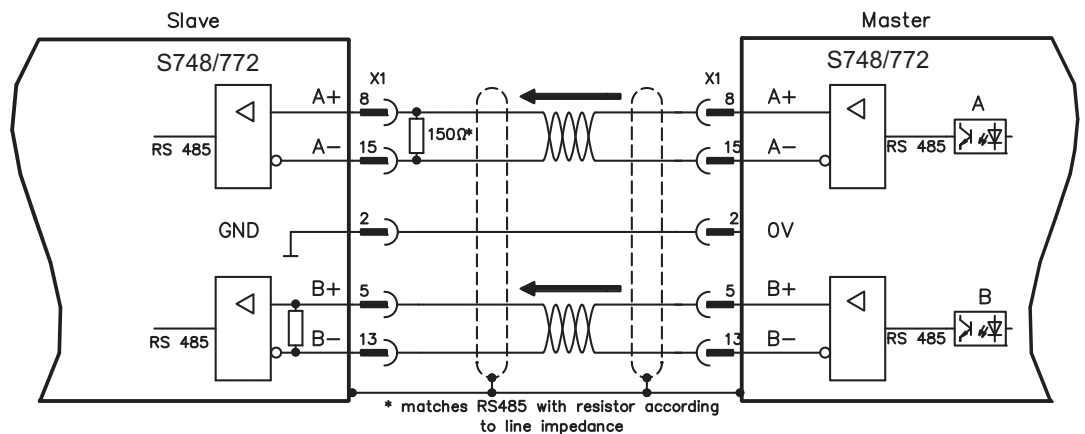 Slave
Master
S748/772
S748/772
X1
X1
A+
8
8
A+
A
150Ω*
RS 485
A-
15
15
A-
RS 485
GND
2
2
0V
B+
5
5
B+
B
RS 485
B-
13
13
B-
RS 485
* matches RS485 with resistor according
to line impedance